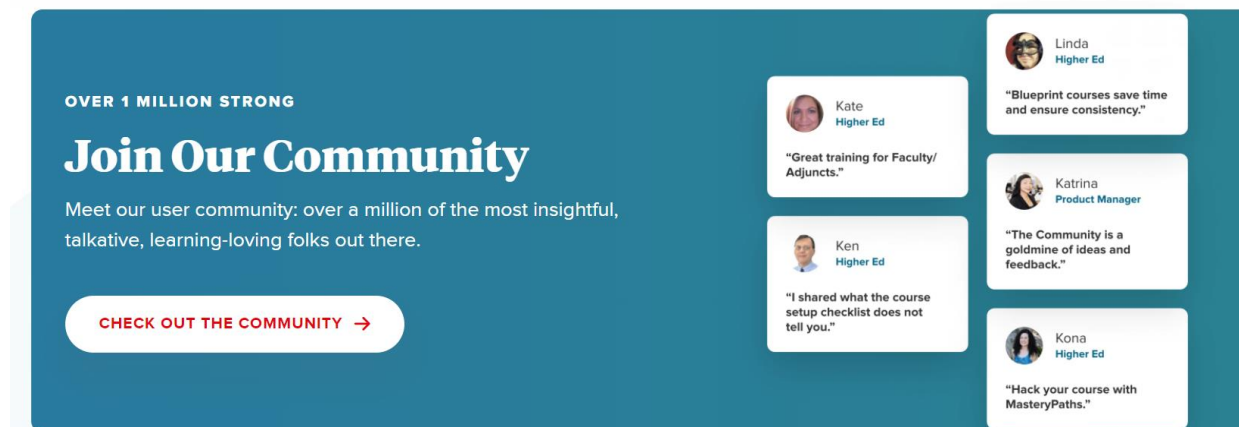 OVER 1 MILLION STRONG
Join Our Community
Meet our user community: over a million of the most insightful,
talkative, learning-loving folks out there.
CHECK OUT THE COMMUNITY →
Kate
Higher Ed
“Great training for Faculty/
Adjuncts.”
Ken
Higher Ed
“I shared what the course
setup checklist does not
tell you.”
Linda
Higher Ed
“Blueprint courses save time
and ensure consistency.”
Katrina
Product Manager
“The Community is a
goldmine of ideas and
feedback.”
Kona
Higher Ed
“Hack your course with
MasteryPaths.”